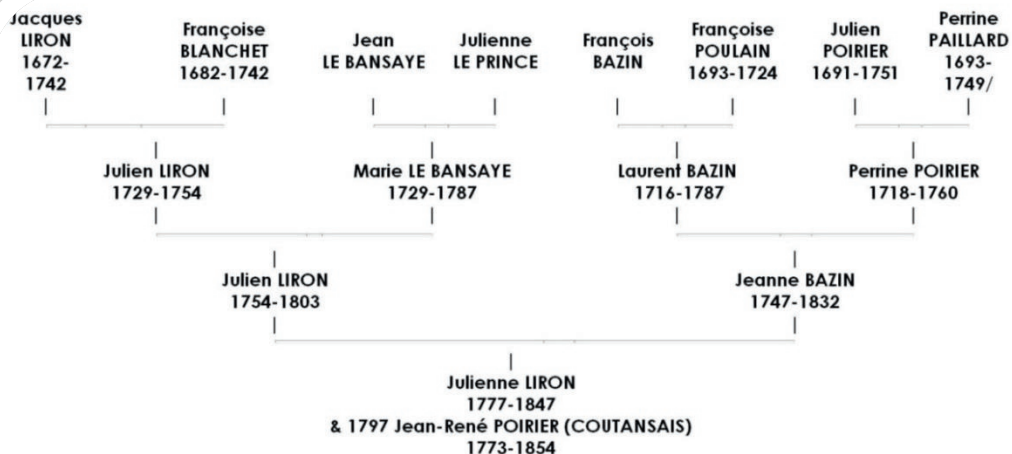 Jacques
LIRON
1672-
1742
Françoise
BLANCHET
1682-1742
Jean
LE BANSAYE
Julienne
LE PRINCE
François
BAZIN
Françoise
POULAIN
1693-1724
Julien
POIRIER
1691-1751
Perrine
PAILLARD
1693-
1749/
Julien LIRON
1729-1754
Marie LE BANSAYE
1729-1787
Laurent BAZIN
1716-1787
Perrine POIRIER
1718-1760
Julien LIRON
1754-1803
Jeanne BAZIN
1747-1832
Julienne LIRON
1777-1847
& 1797 Jean-René POIRIER (COUTANSAIS)
1773-1854